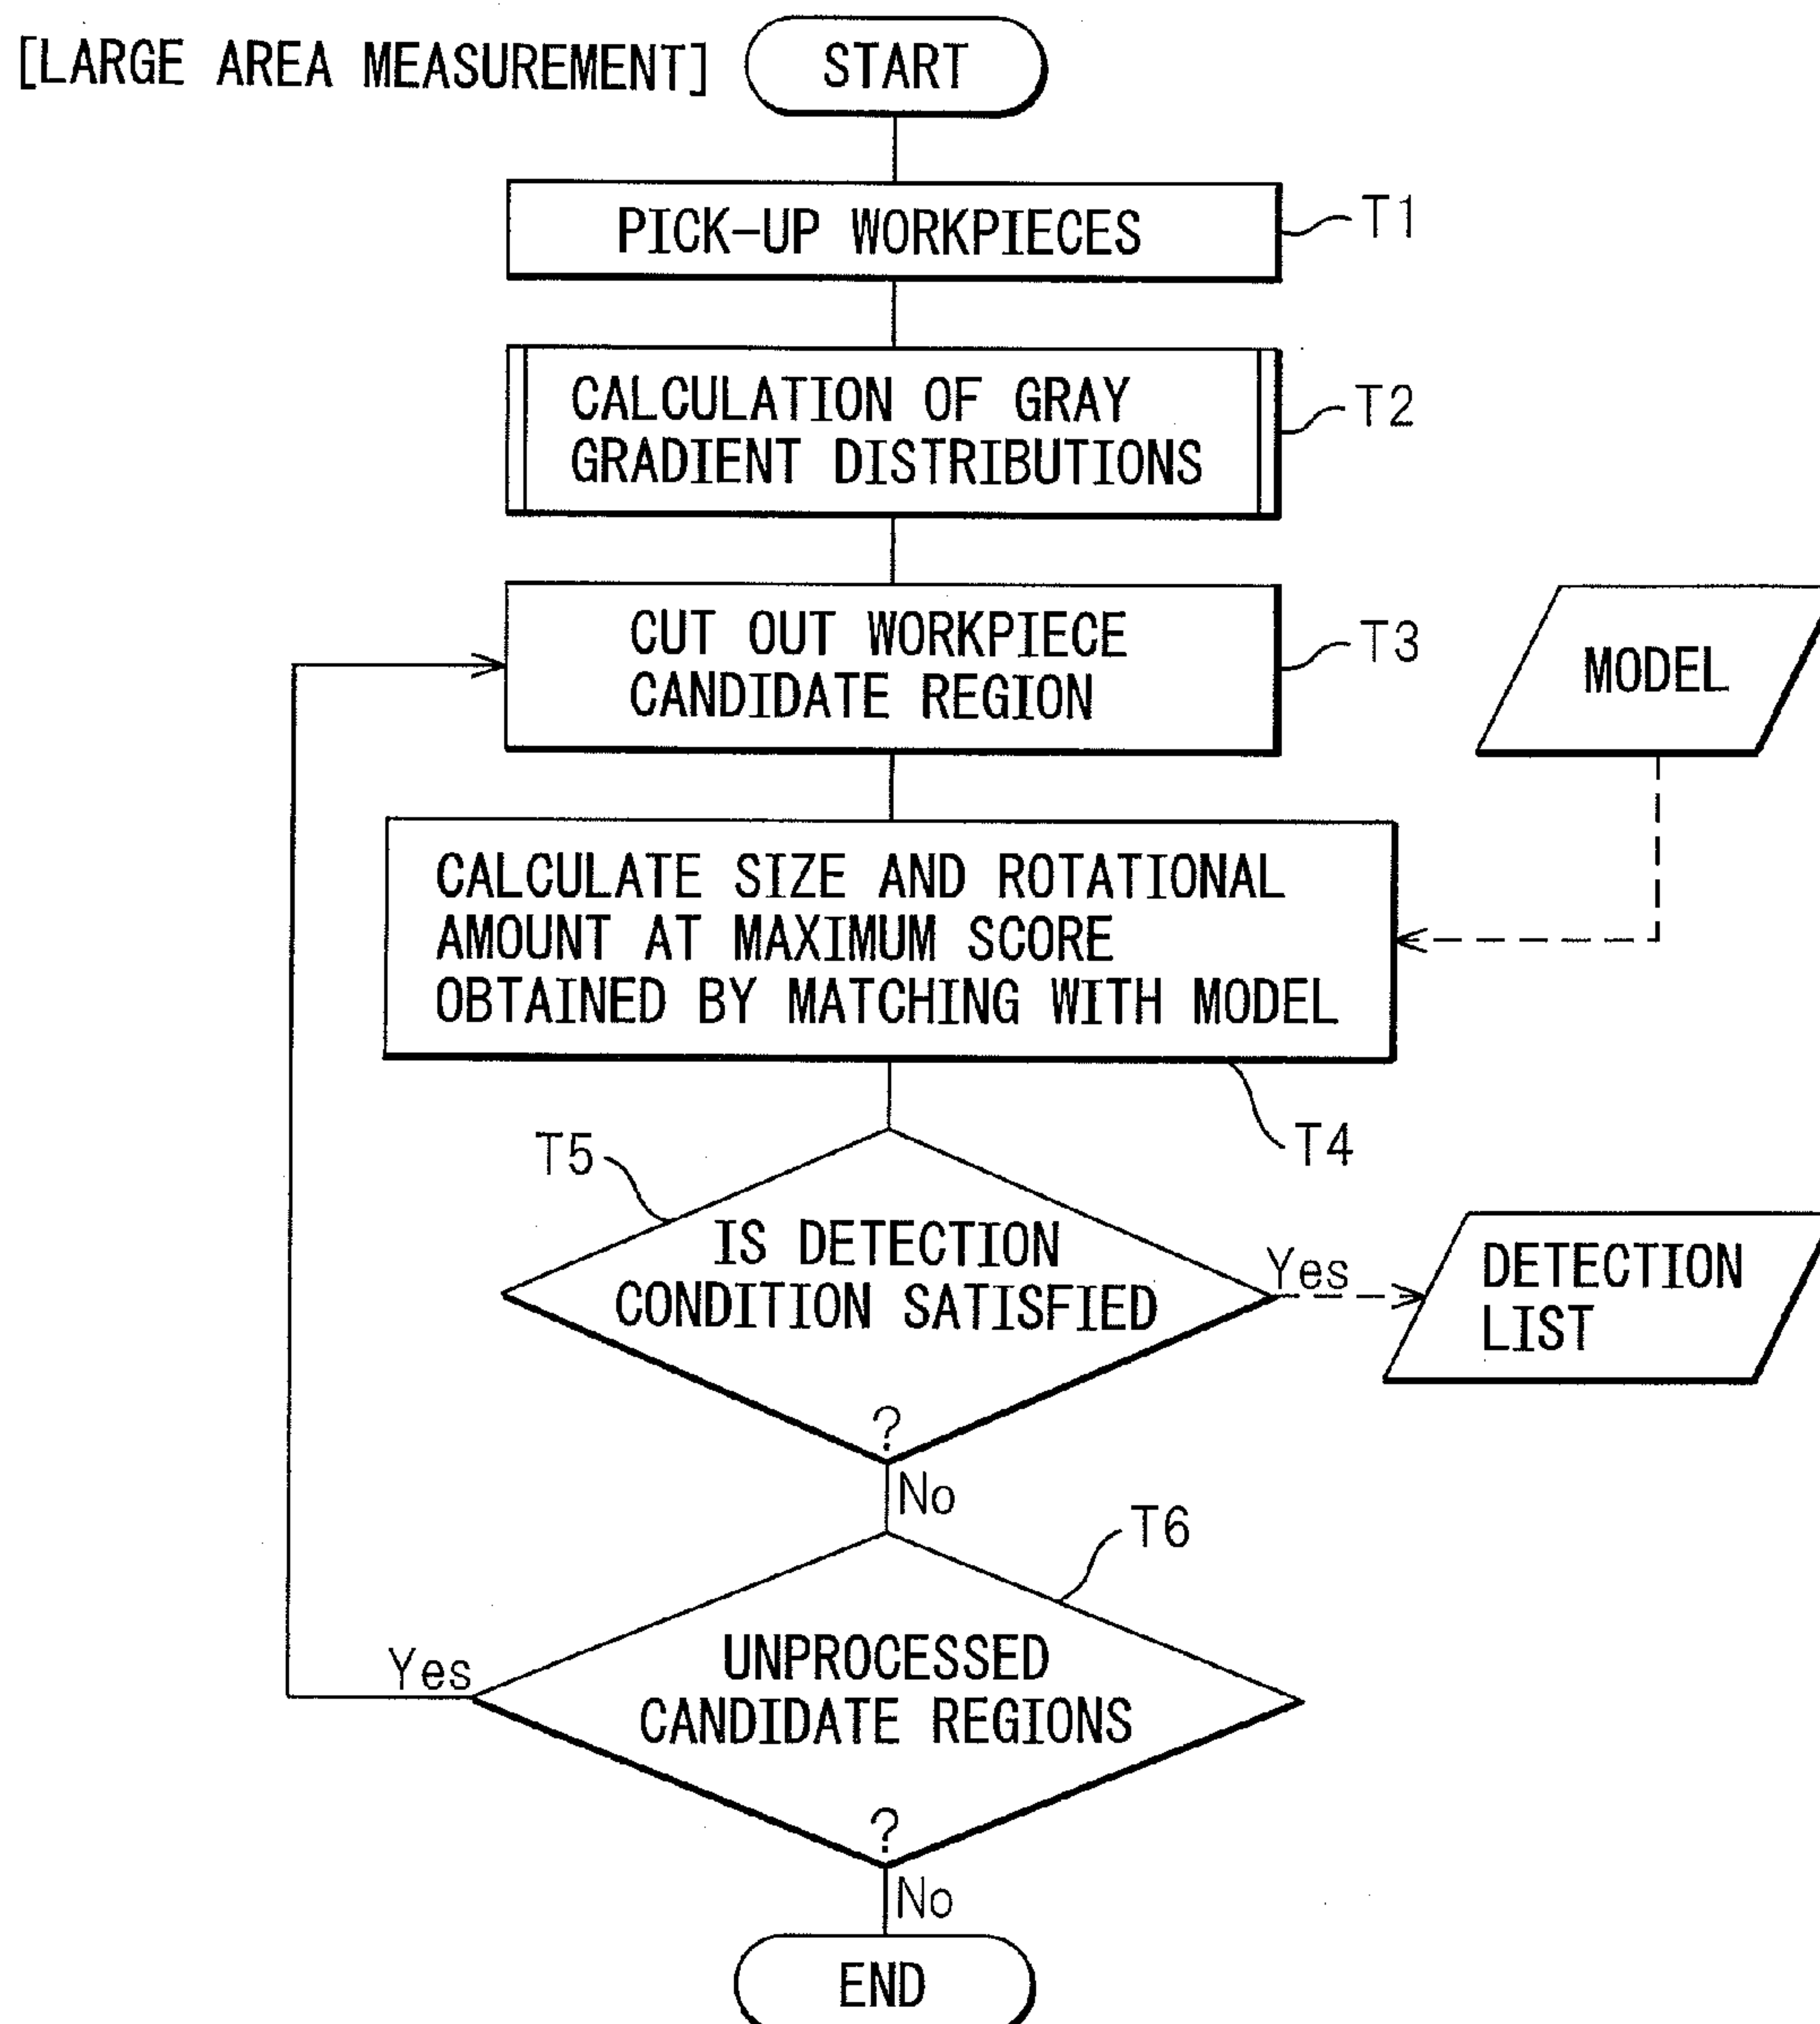 [LARGE AREA MEASUREMENT]
START
PICK-UP WORKPIECES
T1
CALCULATION OF GRAY
GRADIENT DISTRIBUTIONS
T2
CUT OUT WORKPIECE
CANDIDATE REGION
T3
MODEL
CALCULATE SIZE AND ROTATIONAL
AMOUNT AT MAXIMUM SCORE
OBTAINED BY MATCHING WITH MODEL
T4
T5
IS DETECTION
CONDITION SATISFIED
?
Yes
DETECTION
LIST
No
T6
UNPROCESSED
CANDIDATE REGIONS
?
Yes
No
END